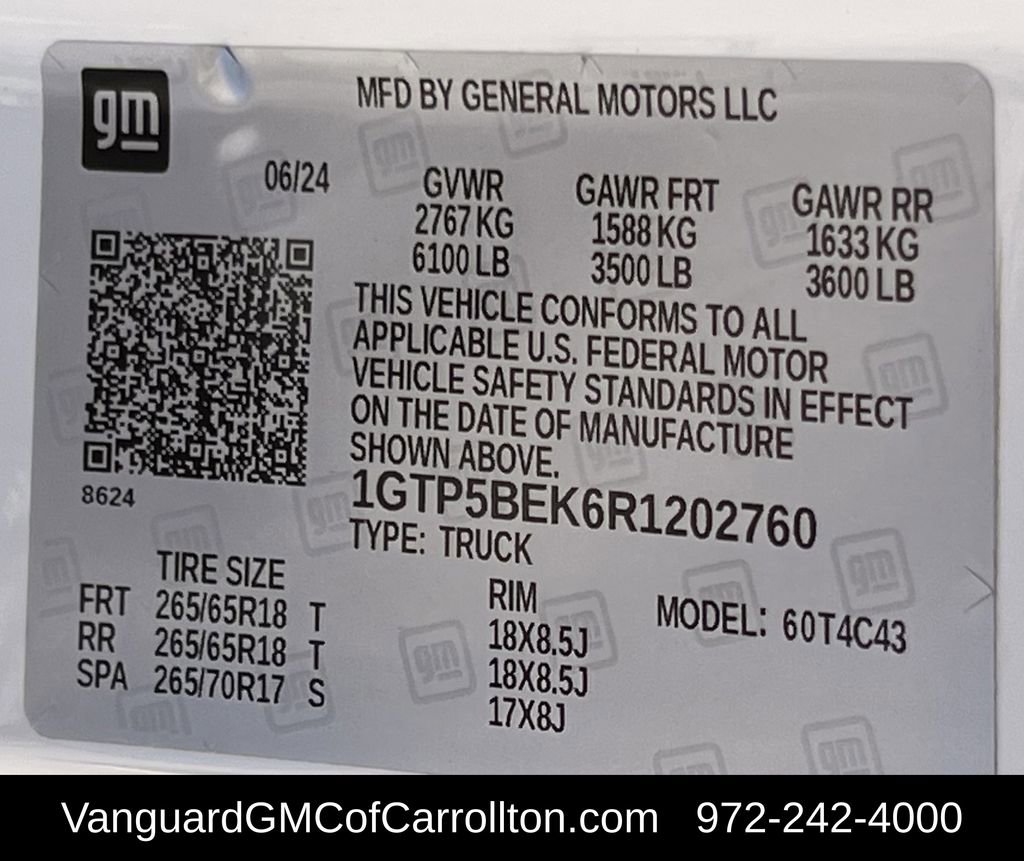 gm
MFD BY GENERAL MOTORS LLC
06/24
GVWR GAWR FRT GAWR RR
2767 KG 1588 KG 1633 KG
6100 LB 3500 LB 3600 LB
THIS VEHICLE CONFORMS TO ALL
APPLICABLE U.S. FEDERAL MOTOR
VEHICLE SAFETY STANDARDS IN EFFECT
ON THE DATE OF MANUFACTURE
SHOWN ABOVE.
8624
1GTP5BEK6R1202760
TYPE: TRUCK
TIRE SIZE RIM MODEL: 60T4C43
FRT 265/65R18 T 18X8.5J
RR 265/65R18 T 18X8.5J
SPA 265/70R17 S 17X8J
VanguardGMCofCarrollton.com 972-242-4000